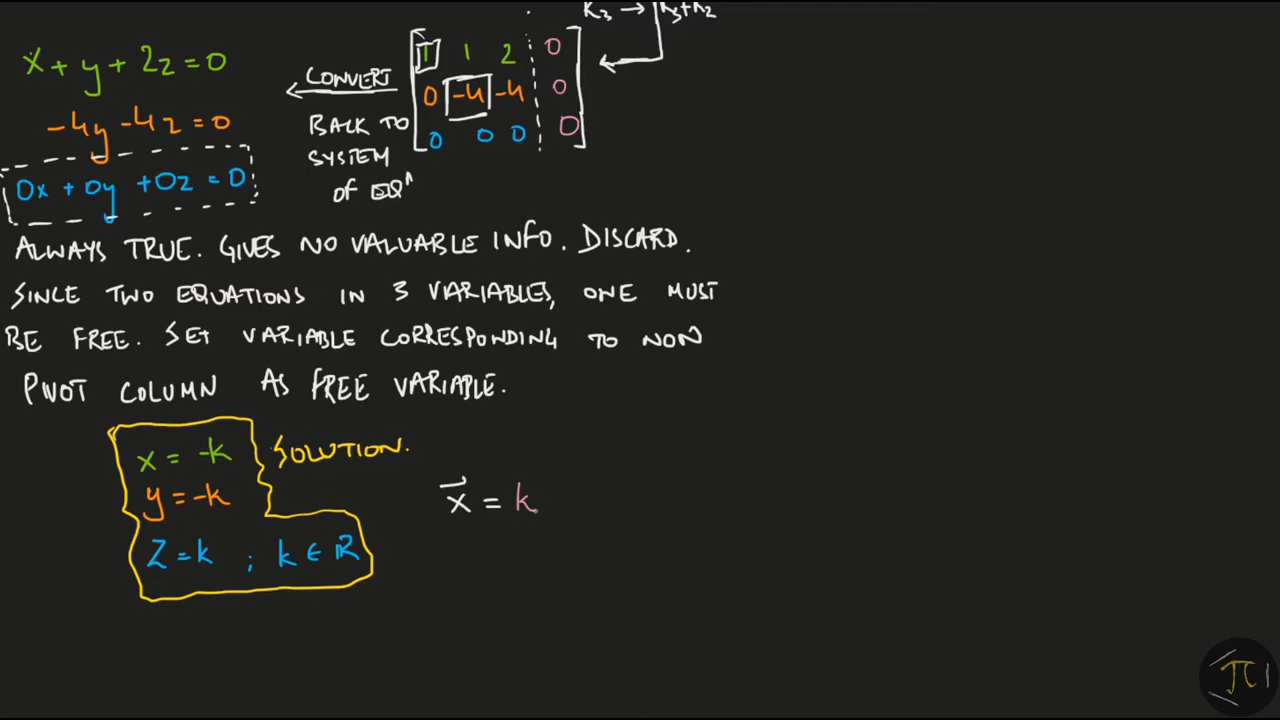 R₃ → R₃+R₂
x + y + 2z = 0
-4y -4z = 0
0x + 0y + 0z = 0
CONVERT
BACK TO
SYSTEM
OF EQⁿ
1 1 2 0
0 -4 -4 0
0 0 0 0
ALWAYS TRUE. GIVES NO VALUABLE INFO. DISCARD.
SINCE TWO EQUATIONS IN 3 VARIABLES, ONE MUST
BE FREE. SET VARIABLE CORRESPONDING TO NON
PIVOT COLUMN AS FREE VARIABLE.
x = -k
SOLUTION.
y = -k
z = k ; k ∈ ℝ
x⃗ = k